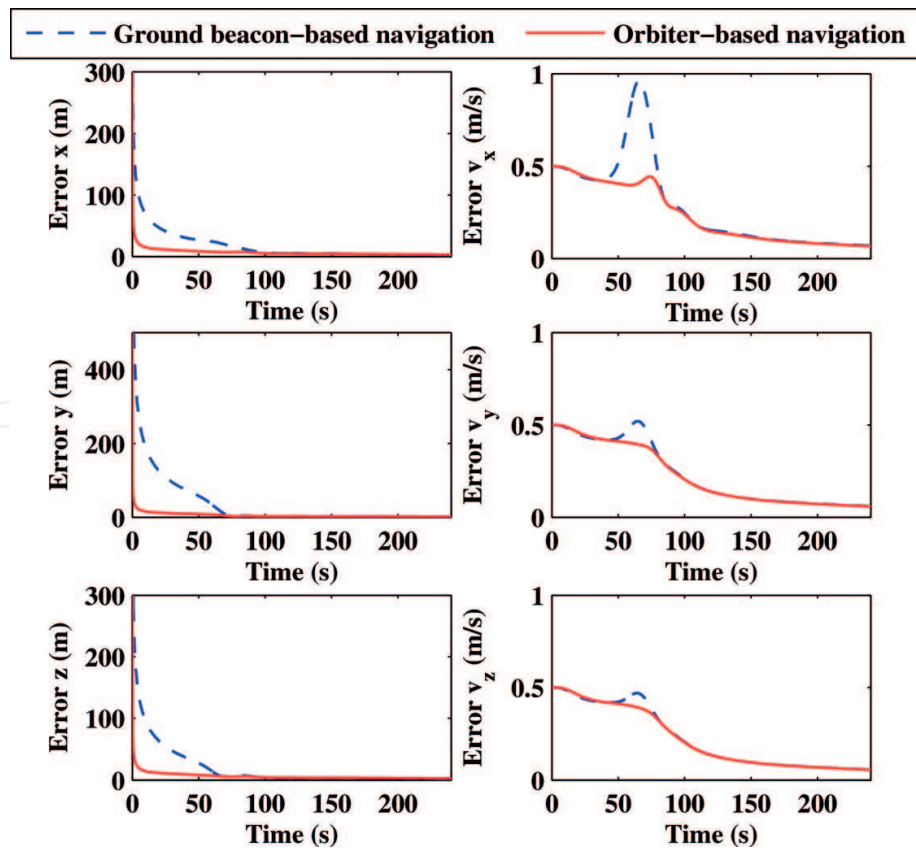 Ground beacon-based navigation
Orbiter-based navigation
300
200
100
0
Error x (m)
0 50 100 150 200
Time (s)
1
0.5
0
Error v_x (m/s)
0 50 100 150 200
Time (s)
400
200
0
Error y (m)
0 50 100 150 200
Time (s)
1
0.5
0
Error v_y (m/s)
0 50 100 150 200
Time (s)
300
200
100
0
Error z (m)
0 50 100 150 200
Time (s)
1
0.5
0
Error v_z (m/s)
0 50 100 150 200
Time (s)